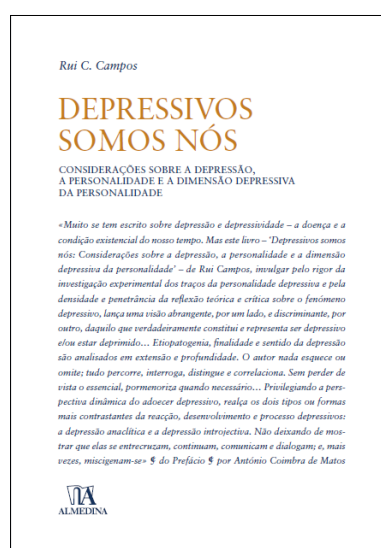 Rui C. Campos
DEPRESSIVOS
SOMOS NÓS
CONSIDERAÇÕES SOBRE A DEPRESSÃO,
A PERSONALIDADE E A DIMENSÃO DEPRESSIVA
DA PERSONALIDADE
«Muito se tem escrito sobre depressão e depressividade – a doença e a
condição existencial do nosso tempo. Mas este livro – 'Depressivos somos
nós: Considerações sobre a depressão, a personalidade e a dimensão
depressiva da personalidade' – de Rui Campos, invulgar pelo rigor da
investigação experimental dos traços da personalidade depressiva e pela
densidade e penetrância da reflexão teórica e crítica sobre o fenómeno
depressivo, lança uma visão abrangente, por um lado, e discriminante, por
outro, daquilo que verdadeiramente constitui e representa ser depressivo
e/ou estar deprimido… Etiopatogenia, finalidade e sentido da depressão
são analisados em extensão e profundidade. O autor nada esquece ou
omite; tudo percorre, interroga, distingue e correlaciona. Sem perder de
vista o essencial, pormenoriza quando necessário… Privilegiando a pers-
pectiva dinâmica do adoecer depressivo, realça os dois tipos ou formas
mais contrastantes da reacção, desenvolvimento e processo depressivos:
a depressão anaclítica e a depressão introjectiva. Não deixando de mos-
trar que elas se entrecruzam, continuam, comunicam e dialogam; e, mais
vezes, miscigenam-se» § do Prefácio § por António Coimbra de Matos
ALMEDINA